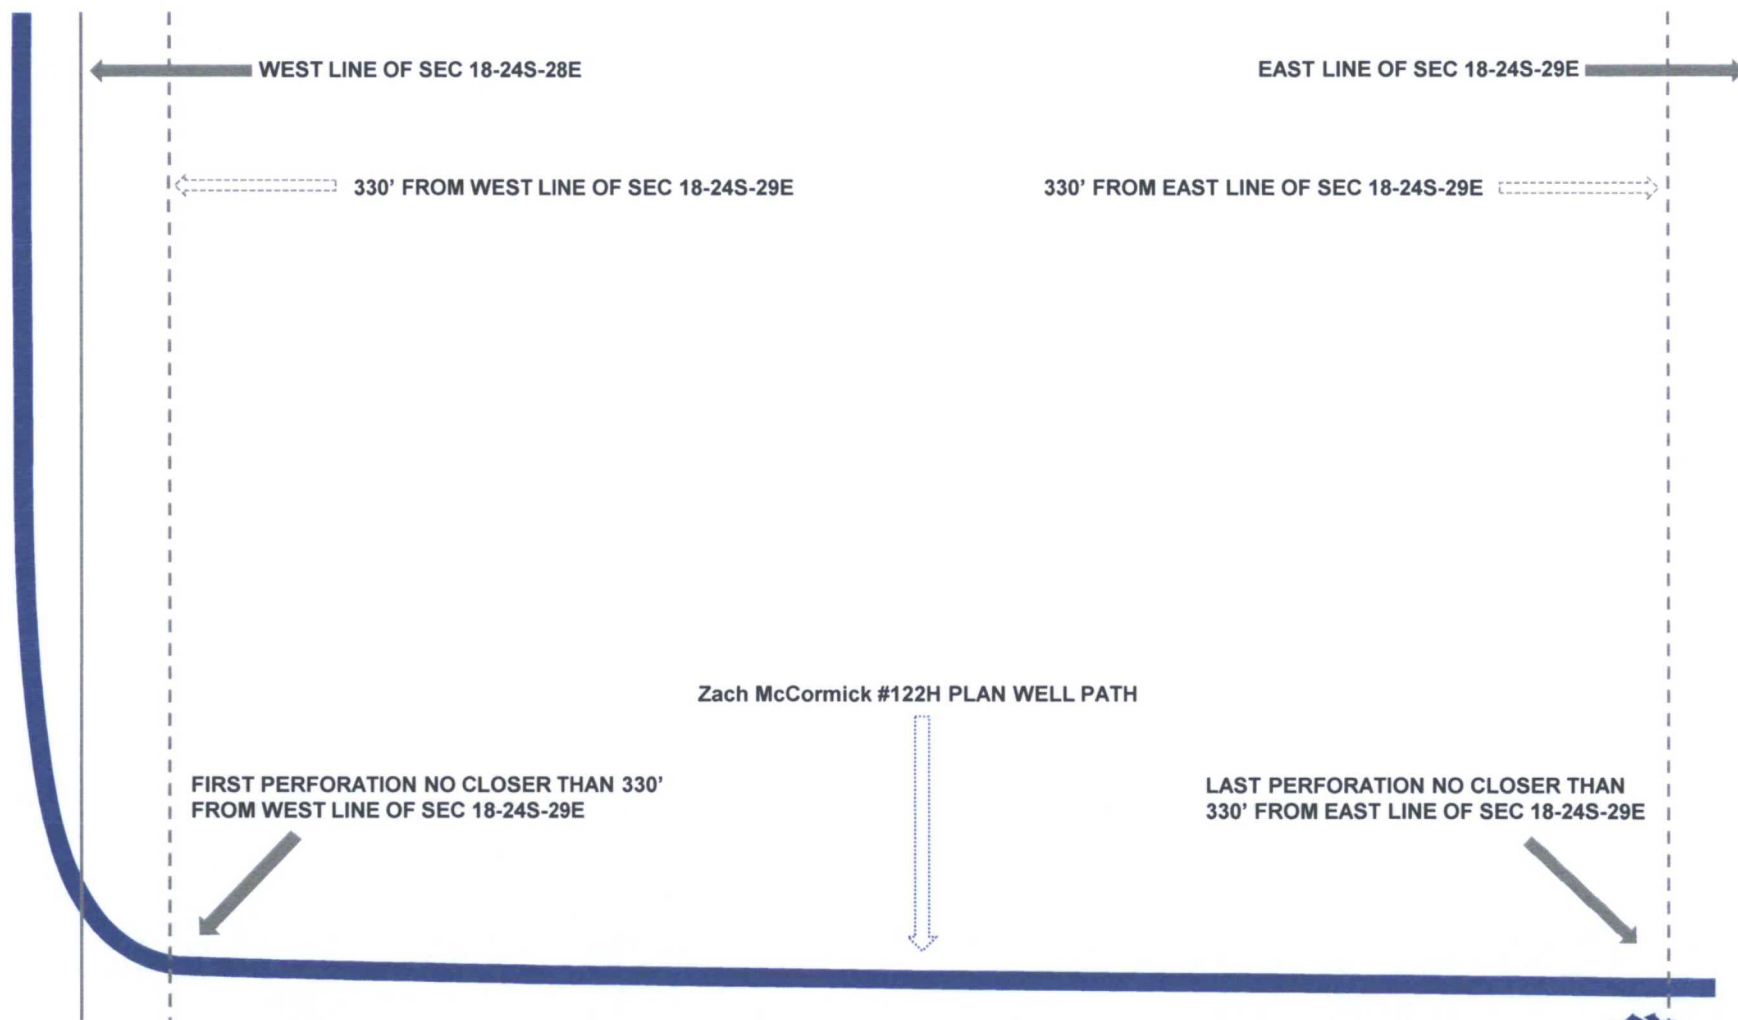 WEST LINE OF SEC 18-24S-28E
EAST LINE OF SEC 18-24S-29E
330' FROM WEST LINE OF SEC 18-24S-29E
330' FROM EAST LINE OF SEC 18-24S-29E
Zach McCormick #122H PLAN WELL PATH
FIRST PERFORATION NO CLOSER THAN 330'
FROM WEST LINE OF SEC 18-24S-29E
LAST PERFORATION NO CLOSER THAN
330' FROM EAST LINE OF SEC 18-24S-29E